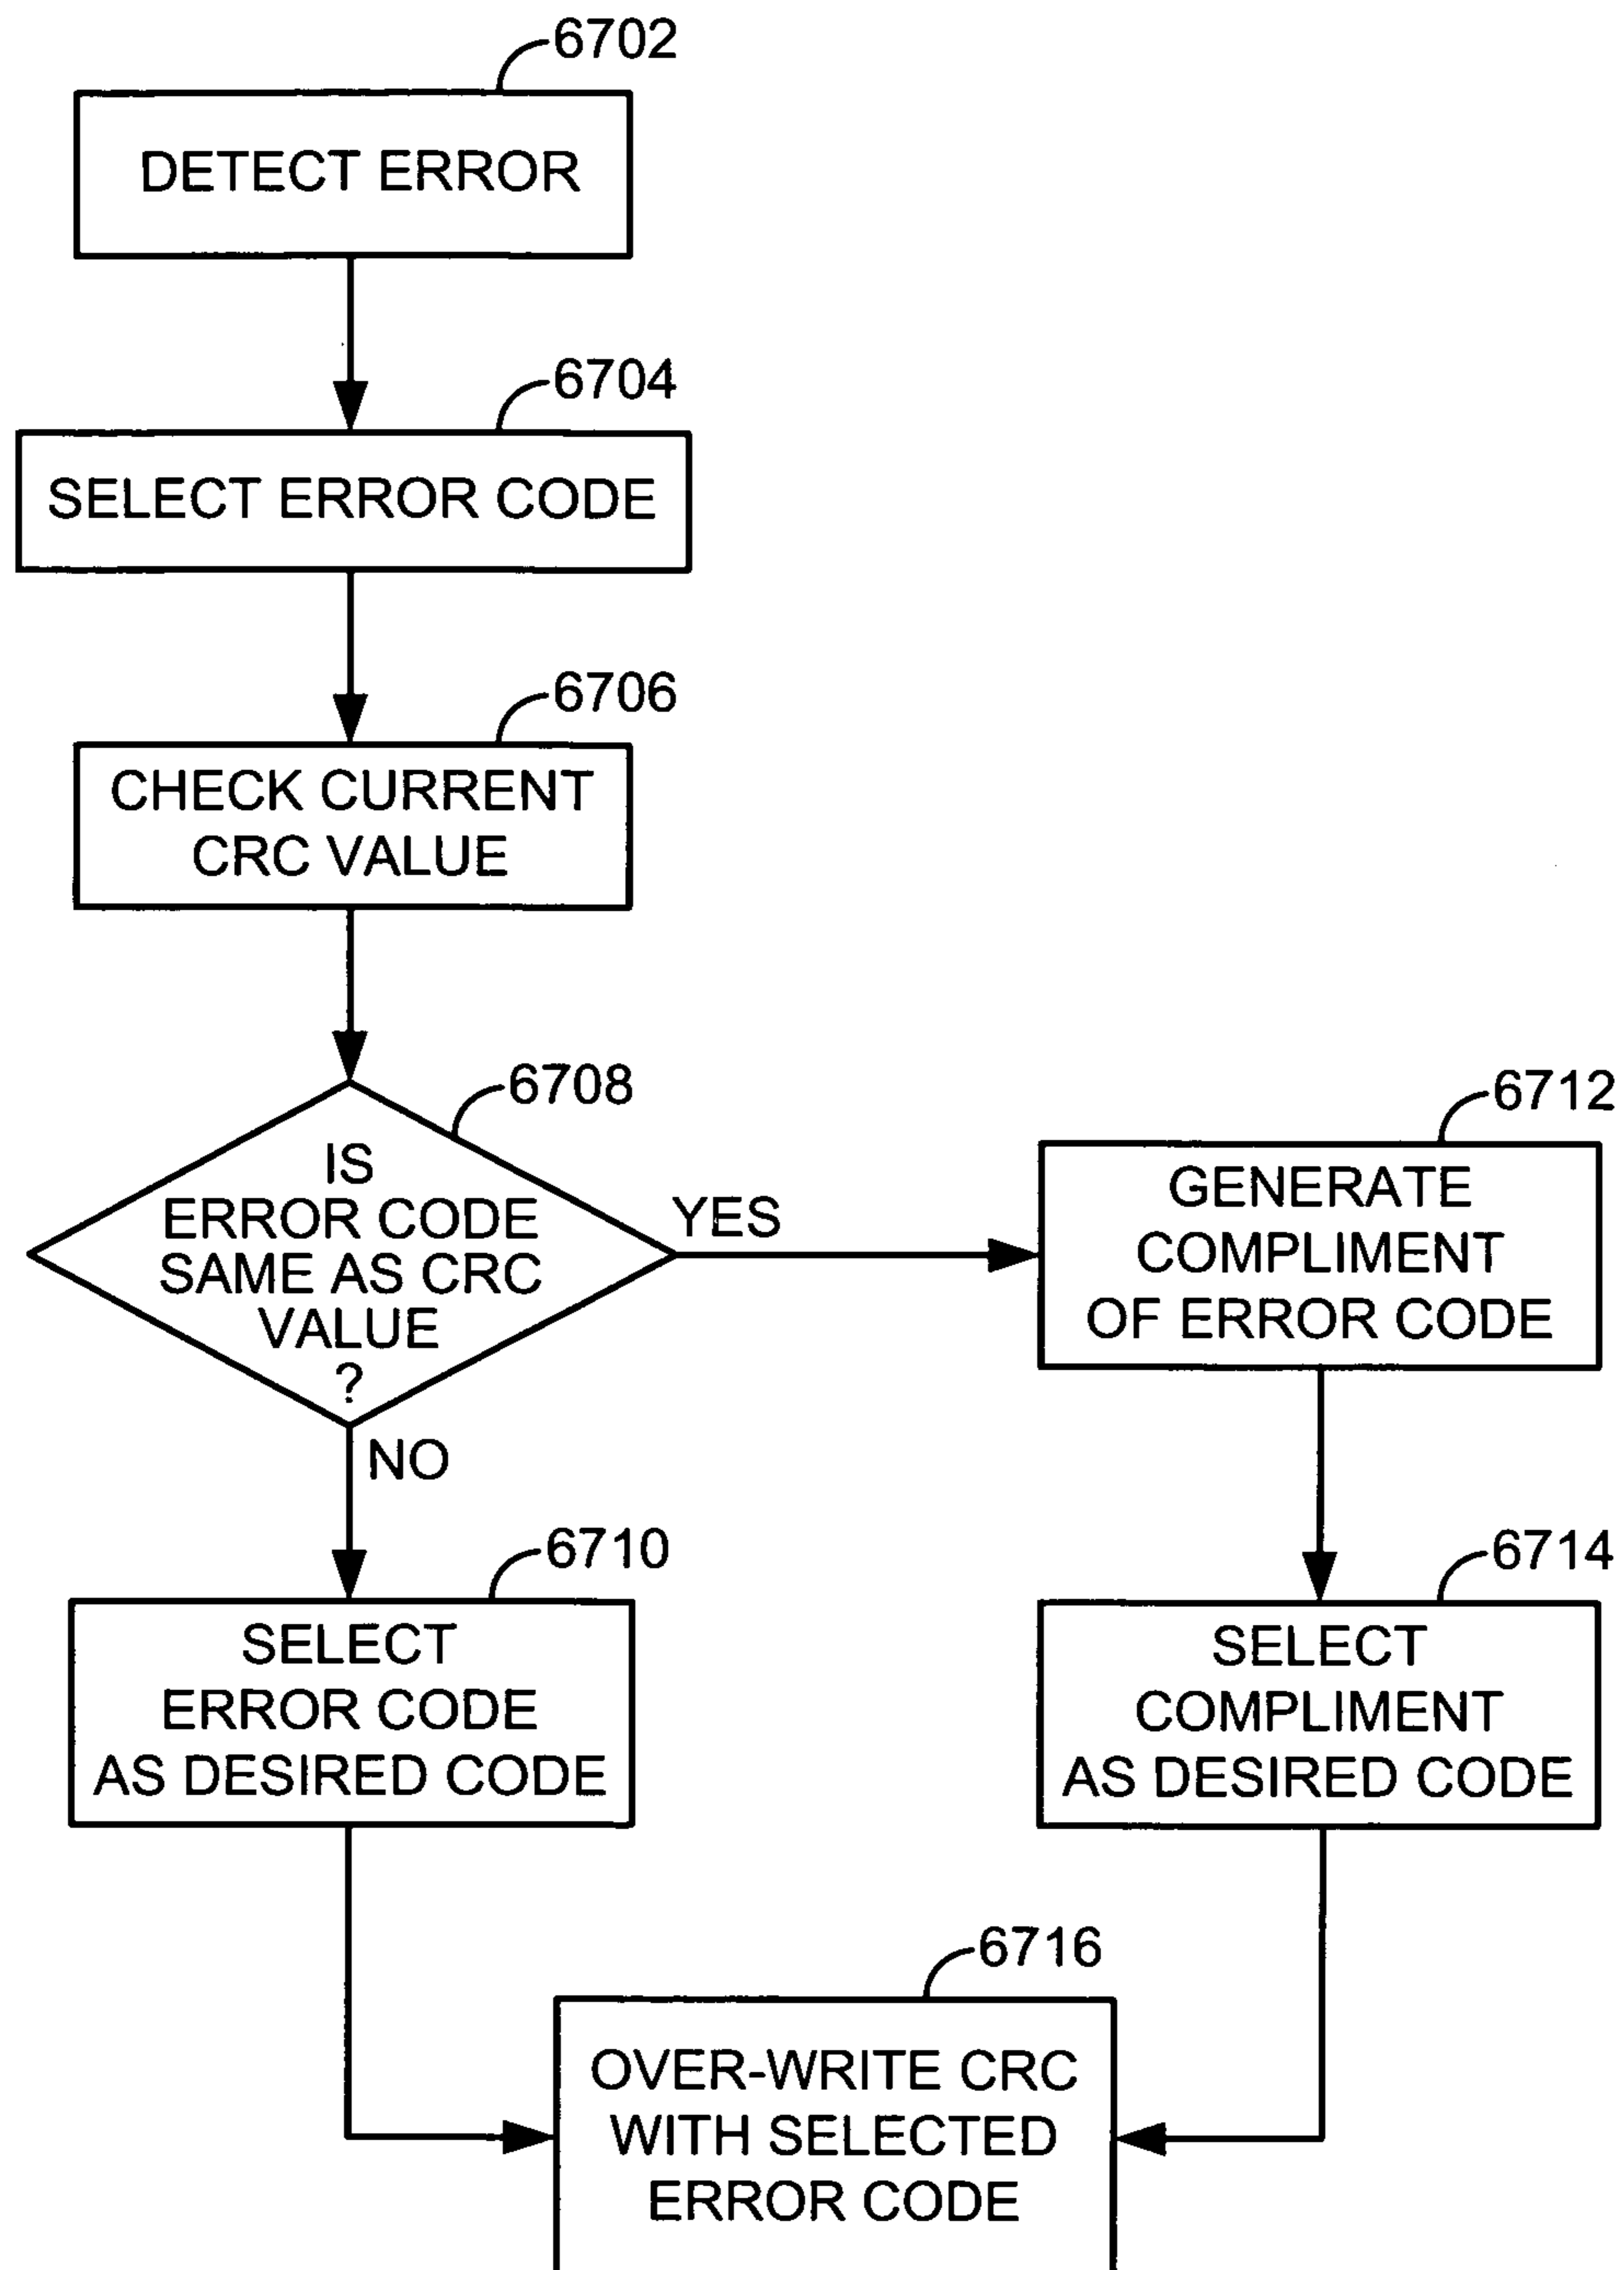 6702
DETECT ERROR
6704
SELECT ERROR CODE
6706
CHECK CURRENT
CRC VALUE
6708
IS
ERROR CODE
SAME AS CRC
VALUE
?
YES
NO
6712
GENERATE
COMPLIMENT
OF ERROR CODE
6710
SELECT
ERROR CODE
AS DESIRED CODE
6714
SELECT
COMPLIMENT
AS DESIRED CODE
6716
OVER-WRITE CRC
WITH SELECTED
ERROR CODE